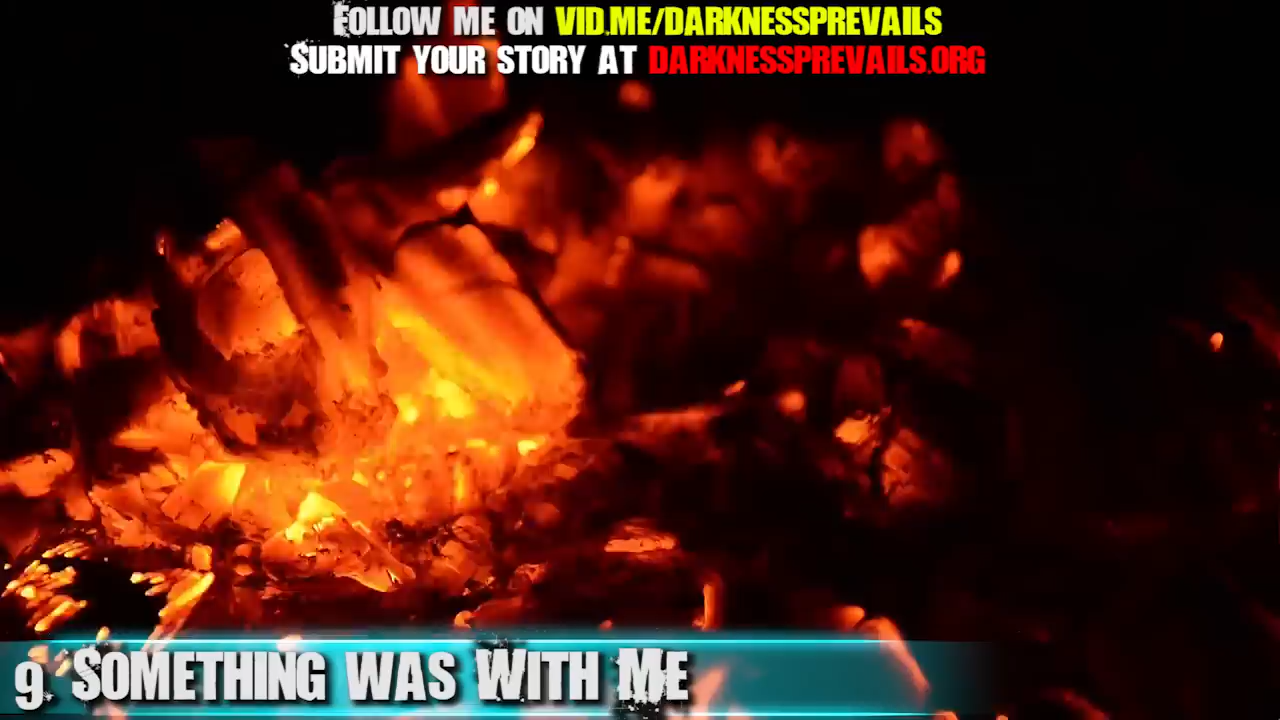 Follow me on vid.me/DarknessPrevails
Submit your story at DarknessPrevails.org
9. Something was With Me